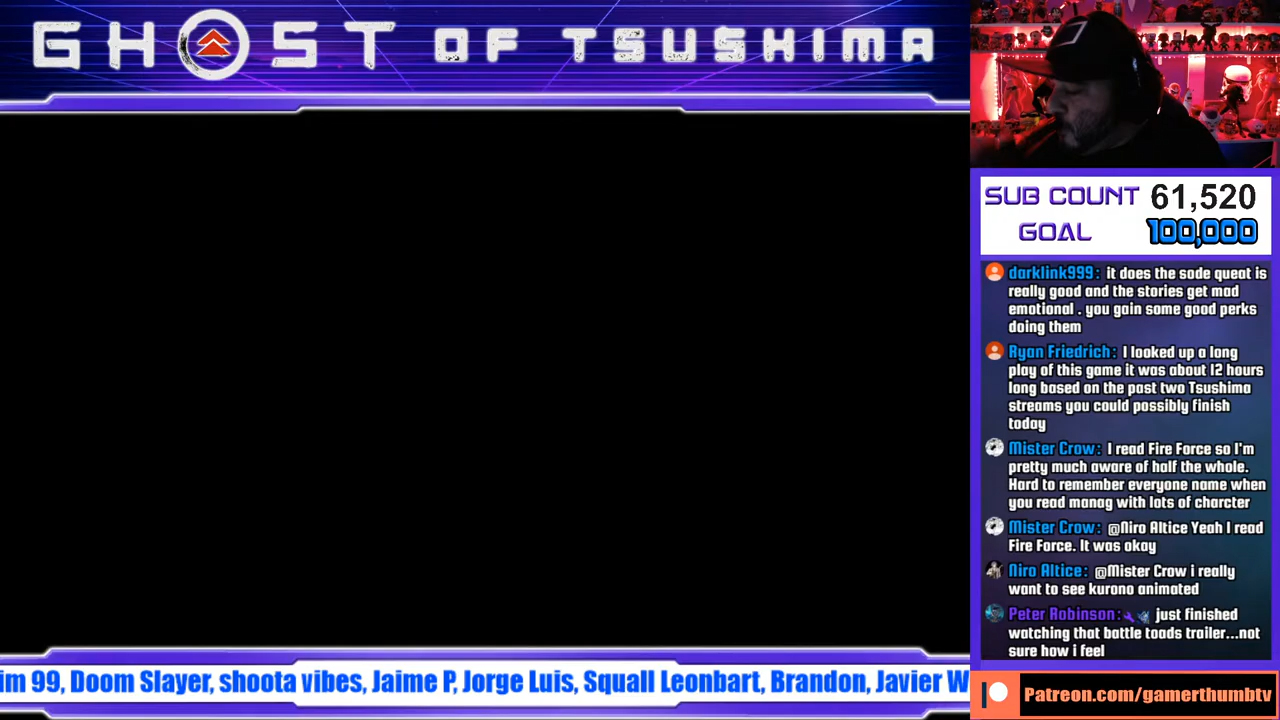 GHOST OF TSUSHIMA
SUB COUNT 61,520
GOAL 100,000
darklink999: it does the sode queat is
really good and the stories get mad
emotional . you gain some good perks
doing them
Ryan Friedrich: I looked up a long
play of this game it was about 12 hours
long based on the past two Tsushima
streams you could possibly finish
today
Mister Crow: I read Fire Force so I'm
pretty much aware of half the whole.
Hard to remember everyone name when
you read manag with lots of charcter
Mister Crow: @Niro Altice Yeah I read
Fire Force. It was okay
Niro Altice: @Mister Crow i really
want to see kurono animated
Peter Robinson: just finished
watching that battle toads trailer...not
sure how i feel
im 99, Doom Slayer, shoota vibes, Jaime P, Jorge Luis, Squall Leonbart, Brandon, Javier W
Patreon.com/gamerthumbtv